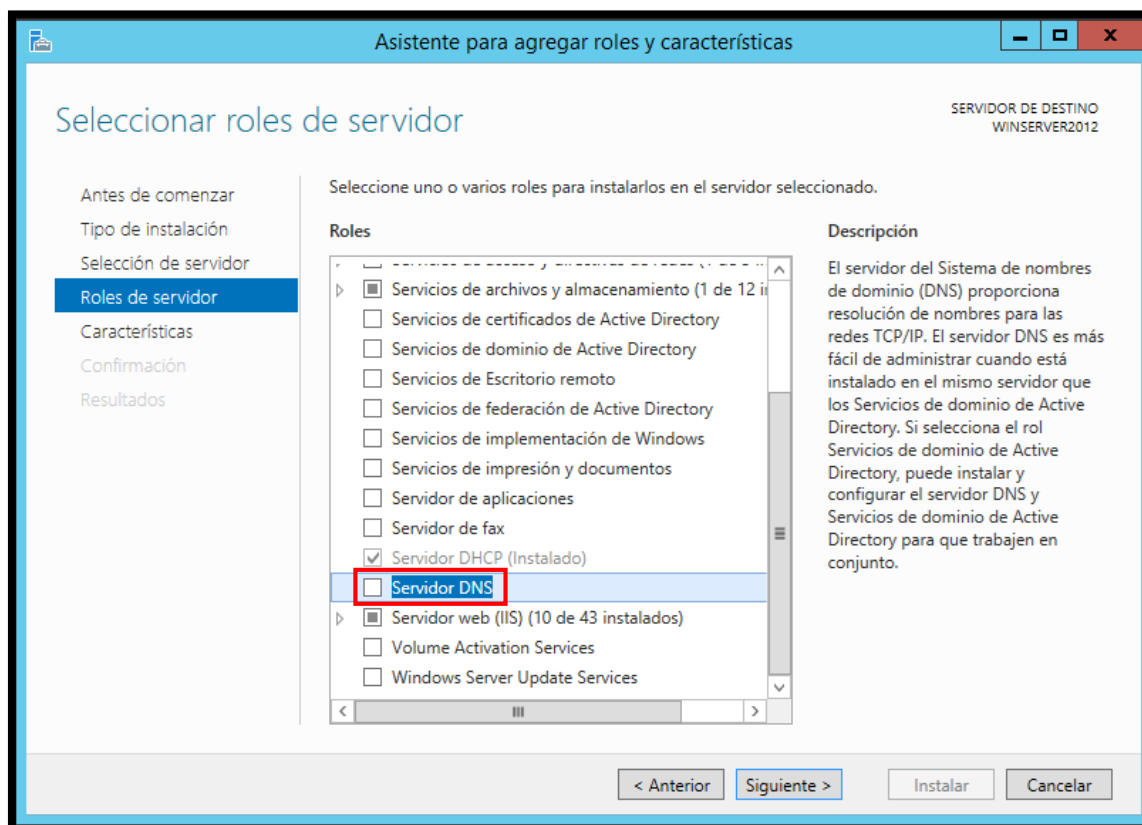 Asistente para agregar roles y características
Seleccionar roles de servidor
SERVIDOR DE DESTINO
WINSERVER2012
Antes de comenzar
Tipo de instalación
Selección de servidor
Roles de servidor
Características
Confirmación
Resultados
Seleccione uno o varios roles para instalarlos en el servidor seleccionado.
Roles
Servicios de archivos y almacenamiento (1 de 12 i
Servicios de certificados de Active Directory
Servicios de dominio de Active Directory
Servicios de Escritorio remoto
Servicios de federación de Active Directory
Servicios de implementación de Windows
Servicios de impresión y documentos
Servidor de aplicaciones
Servidor de fax
Servidor DHCP (Instalado)
Servidor DNS
Servidor web (IIS) (10 de 43 instalados)
Volume Activation Services
Windows Server Update Services
Descripción
El servidor del Sistema de nombres
de dominio (DNS) proporciona
resolución de nombres para las
redes TCP/IP. El servidor DNS es más
fácil de administrar cuando está
instalado en el mismo servidor que
los Servicios de dominio de Active
Directory. Si selecciona el rol
Servicios de dominio de Active
Directory, puede instalar y
configurar el servidor DNS y
Servicios de dominio de Active
Directory para que trabajen en
conjunto.
< Anterior
Siguiente >
Instalar
Cancelar